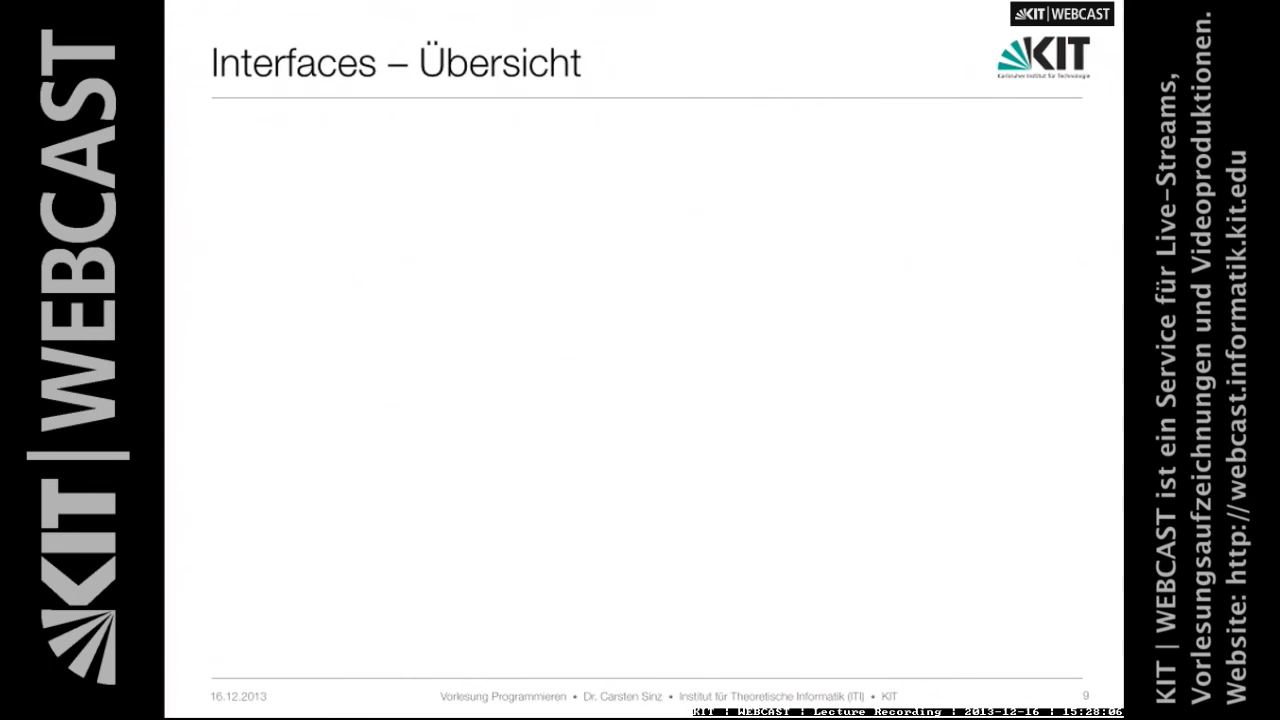 KIT | WEBCAST
KIT|WEBCAST
Interfaces – Übersicht
KIT
Karlsruher Institut für Technologie
16.12.2013
Vorlesung Programmieren • Dr. Carsten Sinz • Institut für Theoretische Informatik (ITI) • KIT
9
KIT : WEBCAST : Lecture Recording : 2013-12-16 : 15:28:06
KIT | WEBCAST ist ein Service für Live-Streams,
Vorlesungsaufzeichnungen und Videoproduktionen.
Website: http://webcast.informatik.kit.edu